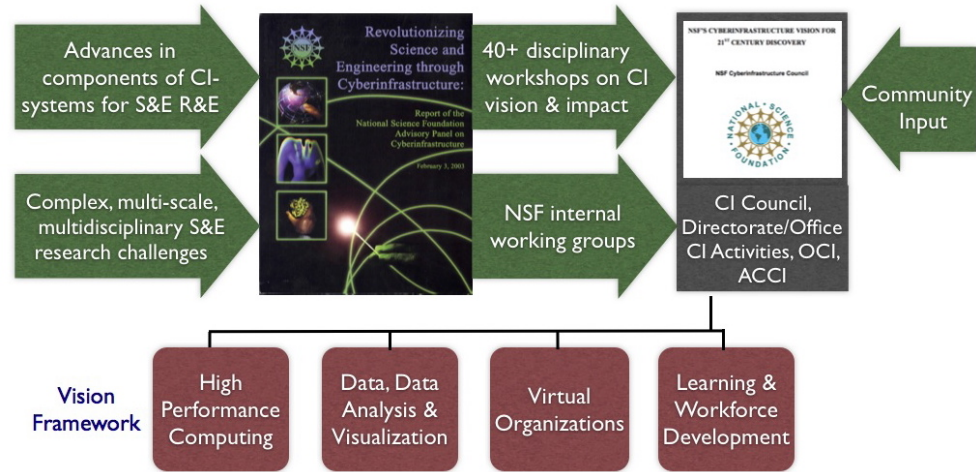 Advances in
components of CI-
systems for S&E R&E
Complex, multi-scale,
multidisciplinary S&E
research challenges
NSF
Revolutionizing
Science and
Engineering through
Cyberinfrastructure:
Report of the
National Science Foundation
Advisory Panel on
Cyberinfrastructure
February 3, 2003
40+ disciplinary
workshops on CI
vision & impact
NSF internal
working groups
NSF'S CYBERINFRASTRUCTURE VISION FOR
21ST CENTURY DISCOVERY
NSF Cyberinfrastructure Council
NATIONAL SCIENCE FOUNDATION
CI Council,
Directorate/Office
CI Activities, OCI,
ACCI
Community
Input
Vision
Framework
High
Performance
Computing
Data, Data
Analysis &
Visualization
Virtual
Organizations
Learning &
Workforce
Development